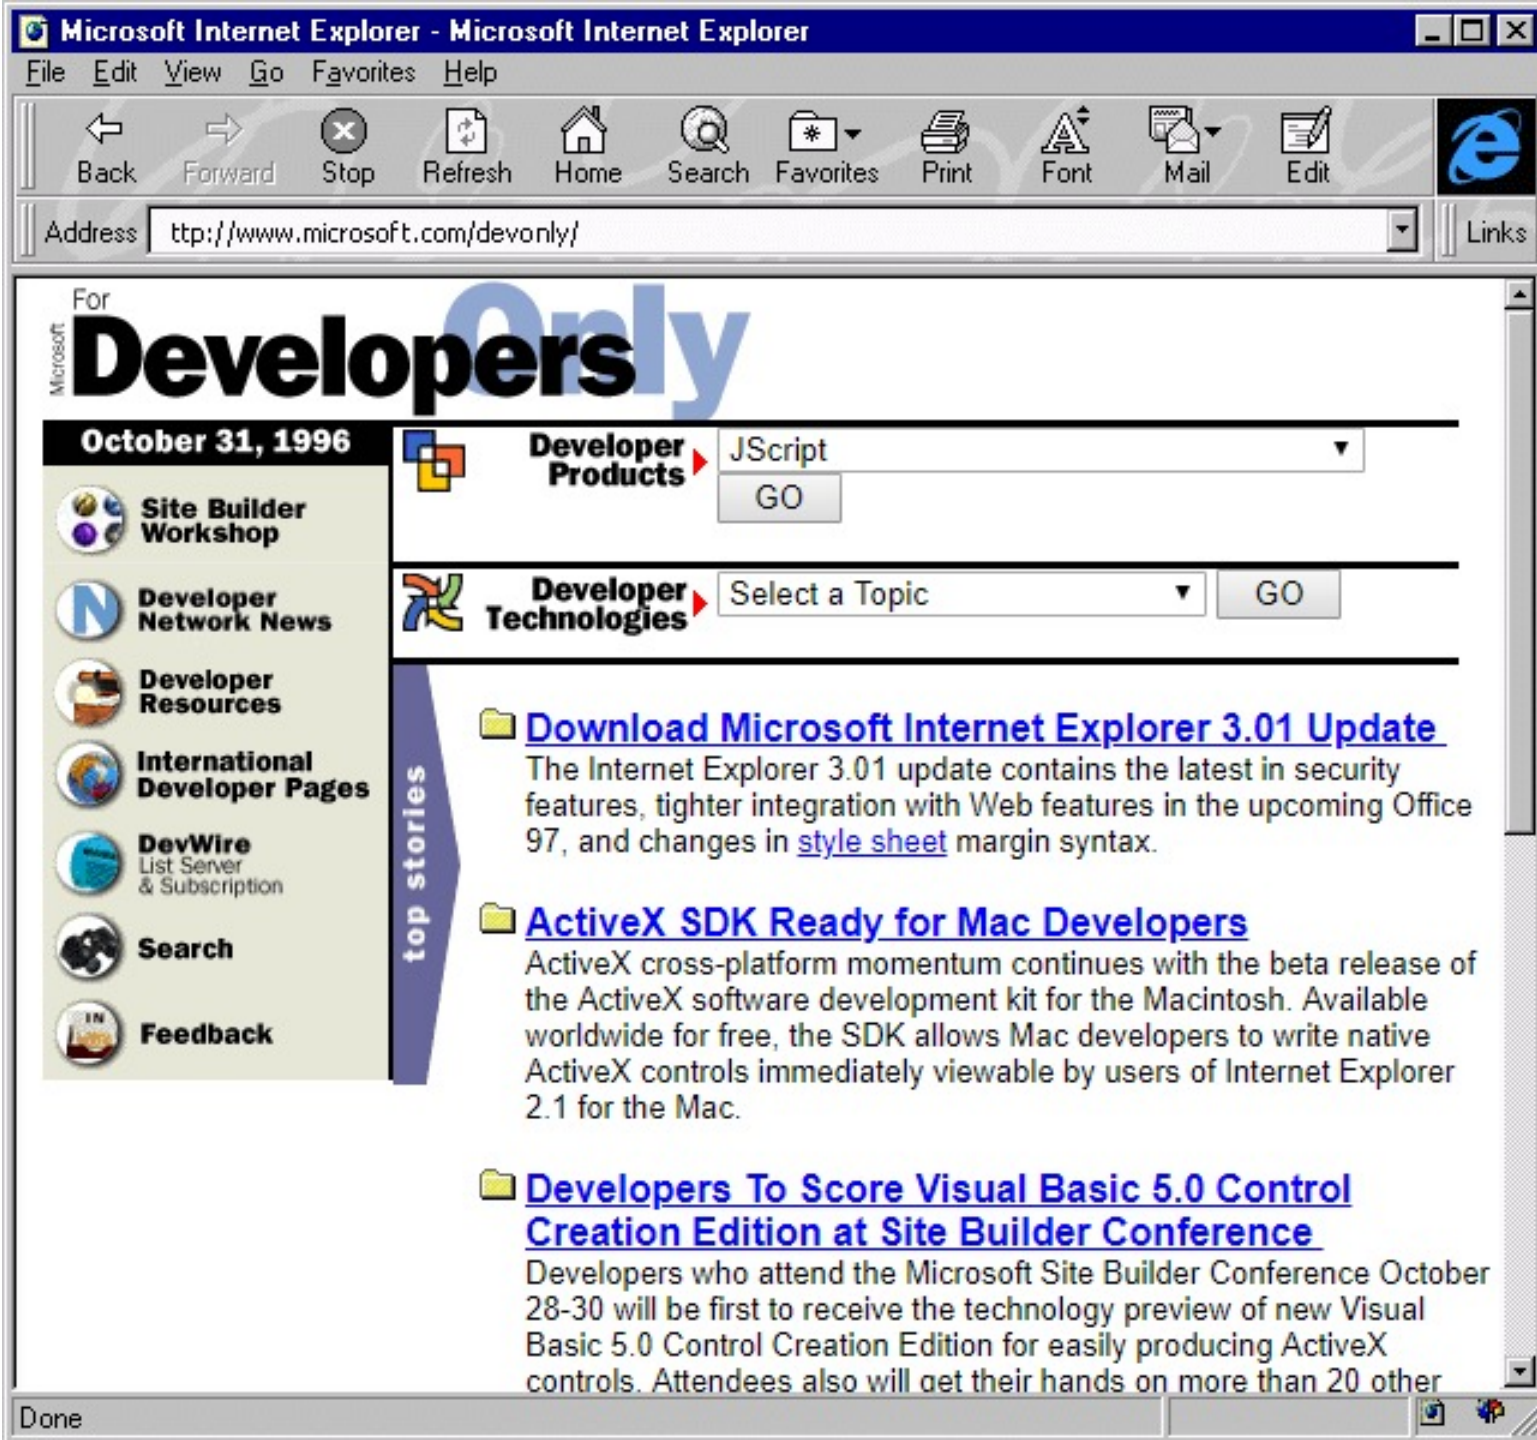 Microsoft Internet Explorer - Microsoft Internet Explorer
File Edit View Go Favorites Help
Back Forward Stop Refresh Home Search Favorites Print Font Mail Edit
Address ttp://www.microsoft.com/devonly/ Links
Microsoft
For
Developers Only
October 31, 1996
Site Builder
Workshop
Developer
Network News
Developer
Resources
International
Developer Pages
DevWire
List Server
& Subscription
Search
Feedback
Developer
Products
JScript
GO
Developer
Technologies
Select a Topic
GO
top stories
Download Microsoft Internet Explorer 3.01 Update
The Internet Explorer 3.01 update contains the latest in security
features, tighter integration with Web features in the upcoming Office
97, and changes in style sheet margin syntax.
ActiveX SDK Ready for Mac Developers
ActiveX cross-platform momentum continues with the beta release of
the ActiveX software development kit for the Macintosh. Available
worldwide for free, the SDK allows Mac developers to write native
ActiveX controls immediately viewable by users of Internet Explorer
2.1 for the Mac.
Developers To Score Visual Basic 5.0 Control
Creation Edition at Site Builder Conference
Developers who attend the Microsoft Site Builder Conference October
28-30 will be first to receive the technology preview of new Visual
Basic 5.0 Control Creation Edition for easily producing ActiveX
controls. Attendees also will get their hands on more than 20 other
Done